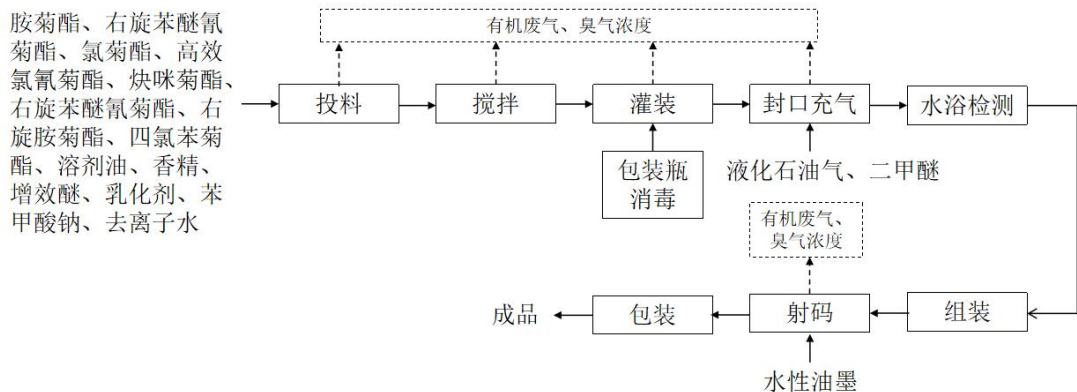 胺菊酯、右旋苯醚氰
菊酯、氯菊酯、高效
氯氰菊酯、炔咪菊酯、
右旋苯醚氰菊酯、右
旋胺菊酯、四氯苯菊
酯、溶剂油、香精、
增效醚、乳化剂、苯
甲酸钠、去离子水
有机废气、臭气浓度
投料
搅拌
灌装
封口充气
水浴检测
包装瓶
消毒
液化石油气、二甲醚
有机废气、
臭气浓度
成品
包装
射码
组装
水性油墨